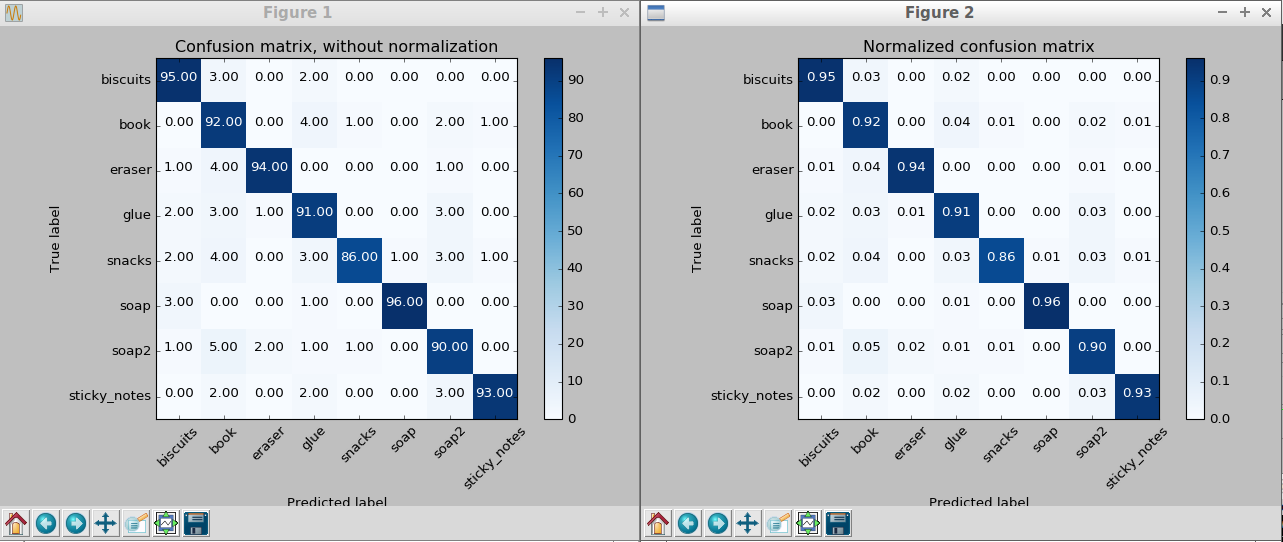 Figure 1
Confusion matrix, without normalization
biscuits 95.00 3.00 0.00 2.00 0.00 0.00 0.00 0.00
book 0.00 92.00 0.00 4.00 1.00 0.00 2.00 1.00
eraser 1.00 4.00 94.00 0.00 0.00 0.00 1.00 0.00
glue 2.00 3.00 1.00 91.00 0.00 0.00 3.00 0.00
snacks 2.00 4.00 0.00 3.00 86.00 1.00 3.00 1.00
soap 3.00 0.00 0.00 1.00 0.00 96.00 0.00 0.00
soap2 1.00 5.00 2.00 1.00 1.00 0.00 90.00 0.00
sticky_notes 0.00 2.00 0.00 2.00 0.00 0.00 3.00 93.00
True label
biscuits book eraser glue snacks soap soap2 sticky_notes
Predicted label
90
80
70
60
50
40
30
20
10
0
Figure 2
Normalized confusion matrix
biscuits 0.95 0.03 0.00 0.02 0.00 0.00 0.00 0.00
book 0.00 0.92 0.00 0.04 0.01 0.00 0.02 0.01
eraser 0.01 0.04 0.94 0.00 0.00 0.00 0.01 0.00
glue 0.02 0.03 0.01 0.91 0.00 0.00 0.03 0.00
snacks 0.02 0.04 0.00 0.03 0.86 0.01 0.03 0.01
soap 0.03 0.00 0.00 0.01 0.00 0.96 0.00 0.00
soap2 0.01 0.05 0.02 0.01 0.01 0.00 0.90 0.00
sticky_notes 0.00 0.02 0.00 0.02 0.00 0.00 0.03 0.93
True label
biscuits book eraser glue snacks soap soap2 sticky_notes
Predicted label
0.9
0.8
0.7
0.6
0.5
0.4
0.3
0.2
0.1
0.0